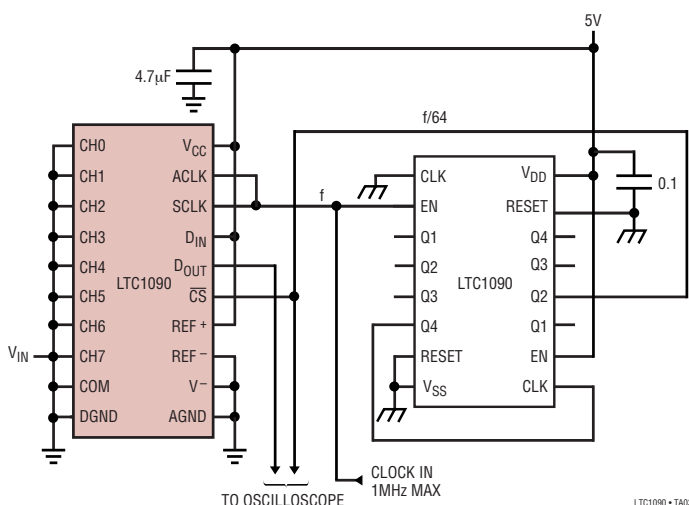 5V
4.7µF
f/64
CH0
CH1
CH2
CH3
CH4
CH5
CH6
CH7
COM
DGND
LTC1090
VCC
ACLK
SCLK
DIN
DOUT
CS
REF +
REF –
V–
AGND
VIN
f
CLK
EN
Q1
Q2
Q3
Q4
RESET
VSS
LTC1090
VDD
RESET
Q4
Q3
Q2
Q1
EN
CLK
0.1
TO OSCILLOSCOPE
CLOCK IN
1MHz MAX